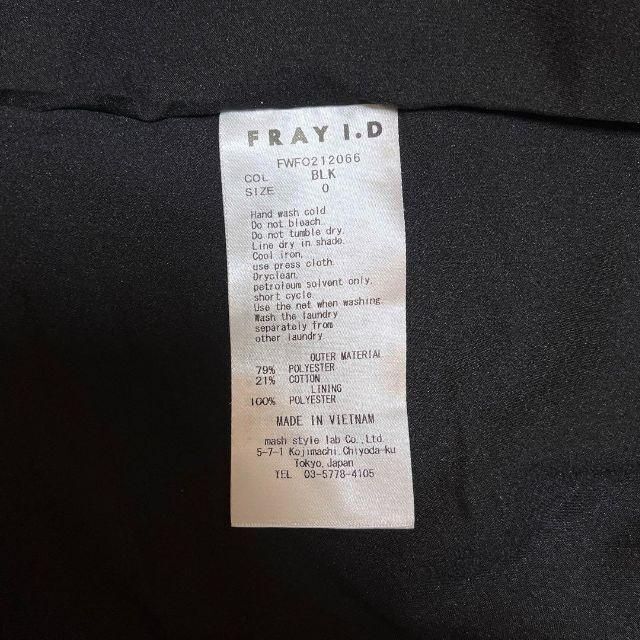 FRAY I.D
FWFO212066
COL BLK
SIZE 0
Hand wash cold.
Do not bleach.
Do not tumble dry.
Line dry in shade.
Cool iron,
use press cloth.
Dryclean,
petroleum solvent only,
short cycle.
Use the net when washing.
Wash the laundry
separately from
other laundry
OUTER MATERIAL
79% POLYESTER
21% COTTON
LINING
100% POLYESTER
MADE IN VIETNAM
mash style lab Co., Ltd.
5-7-1 Kojimachi, Chiyoda-ku
Tokyo, Japan
TEL 03-5778-4105